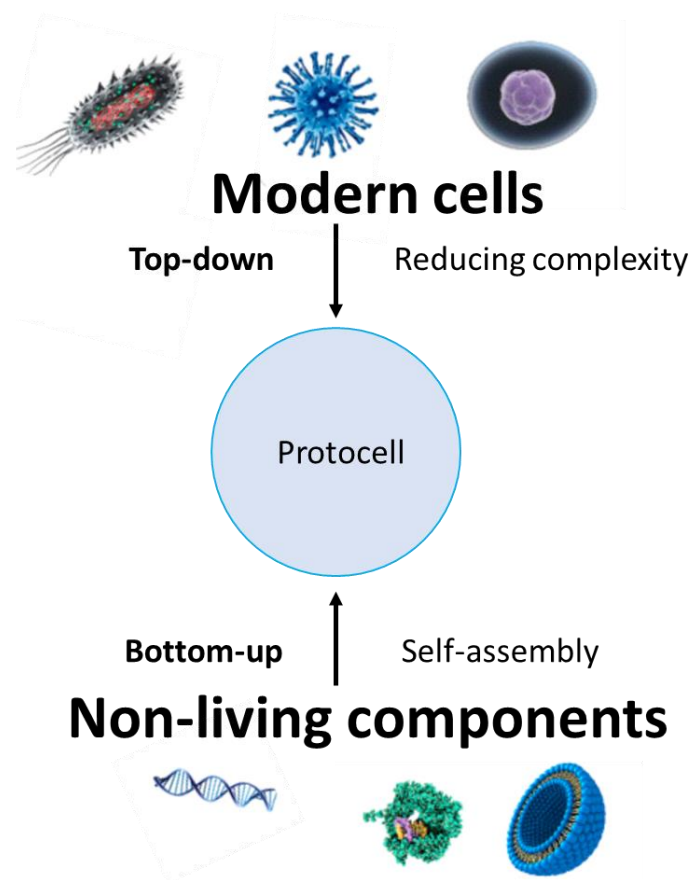 Modern cells
Top-down Reducing complexity
Protocell
Bottom-up Self-assembly
Non-living components